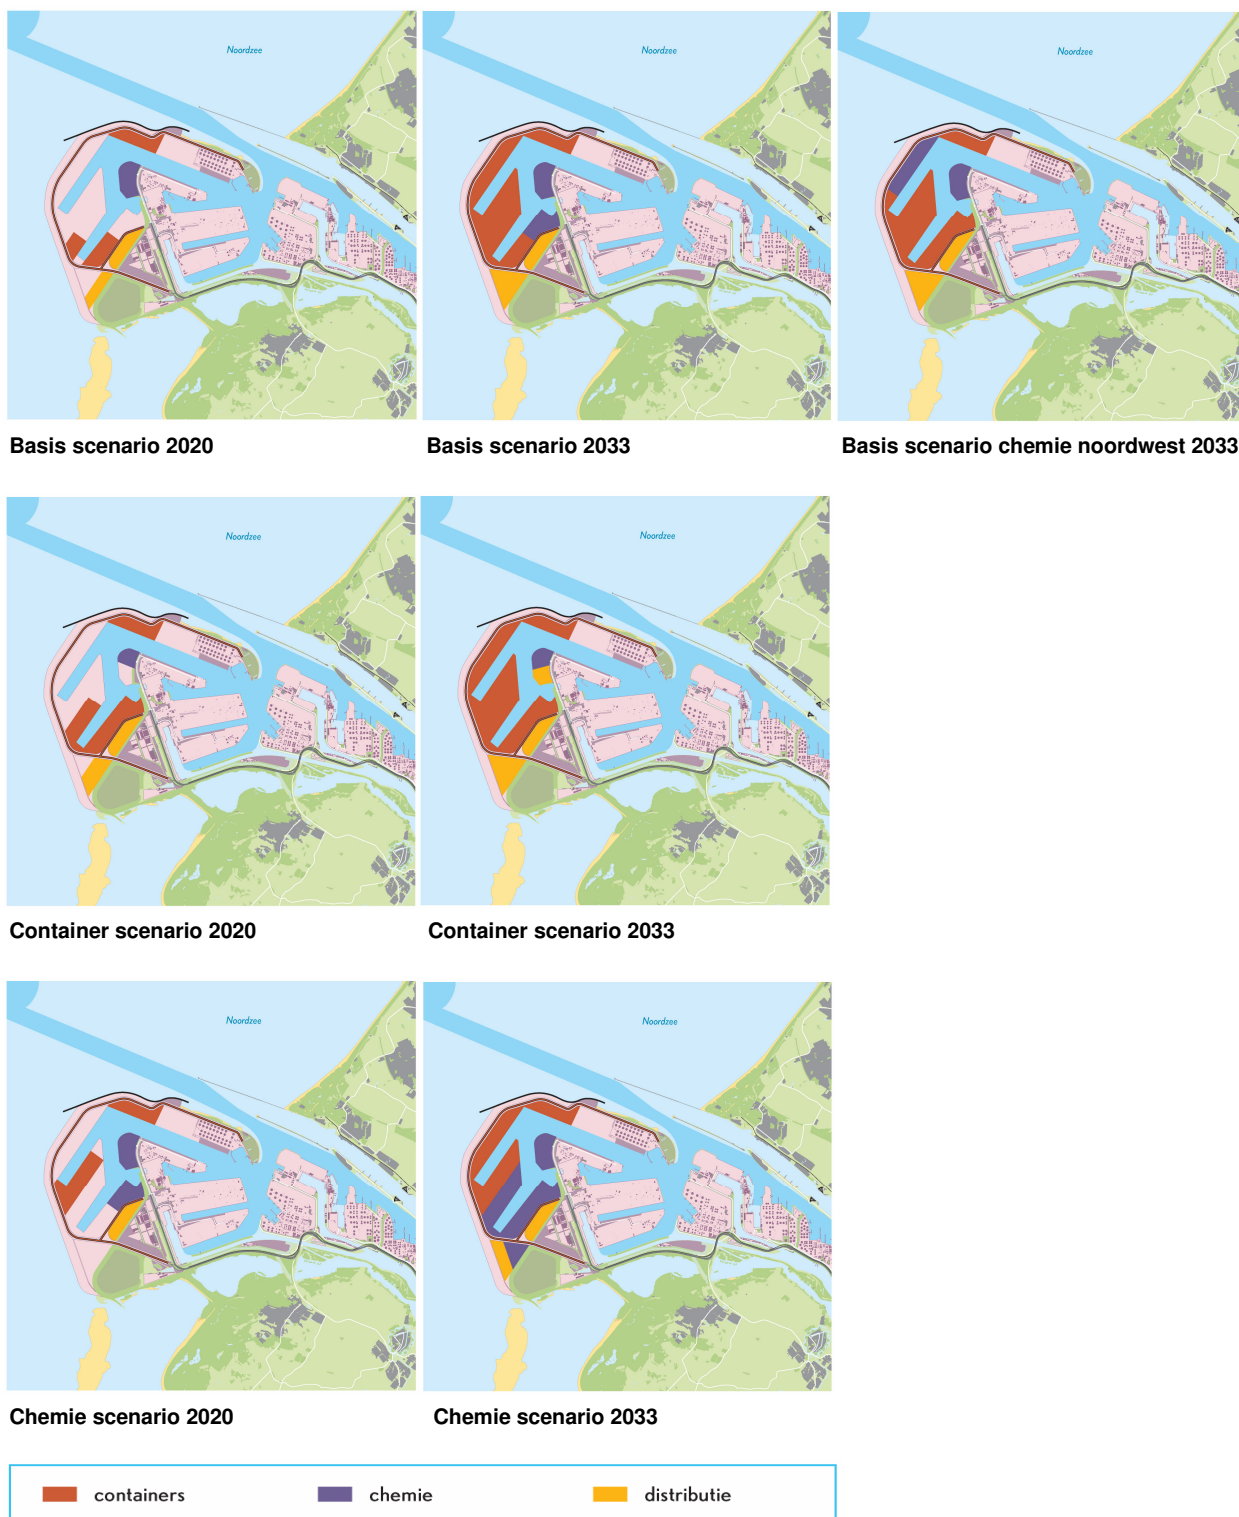 Noordzee
Noordzee
Noordzee
Basis scenario 2020
Basis scenario 2033
Basis scenario chemie noordwest 2033
Noordzee
Noordzee
Container scenario 2020
Container scenario 2033
Noordzee
Noordzee
Chemie scenario 2020
Chemie scenario 2033
containers
chemie
distributie